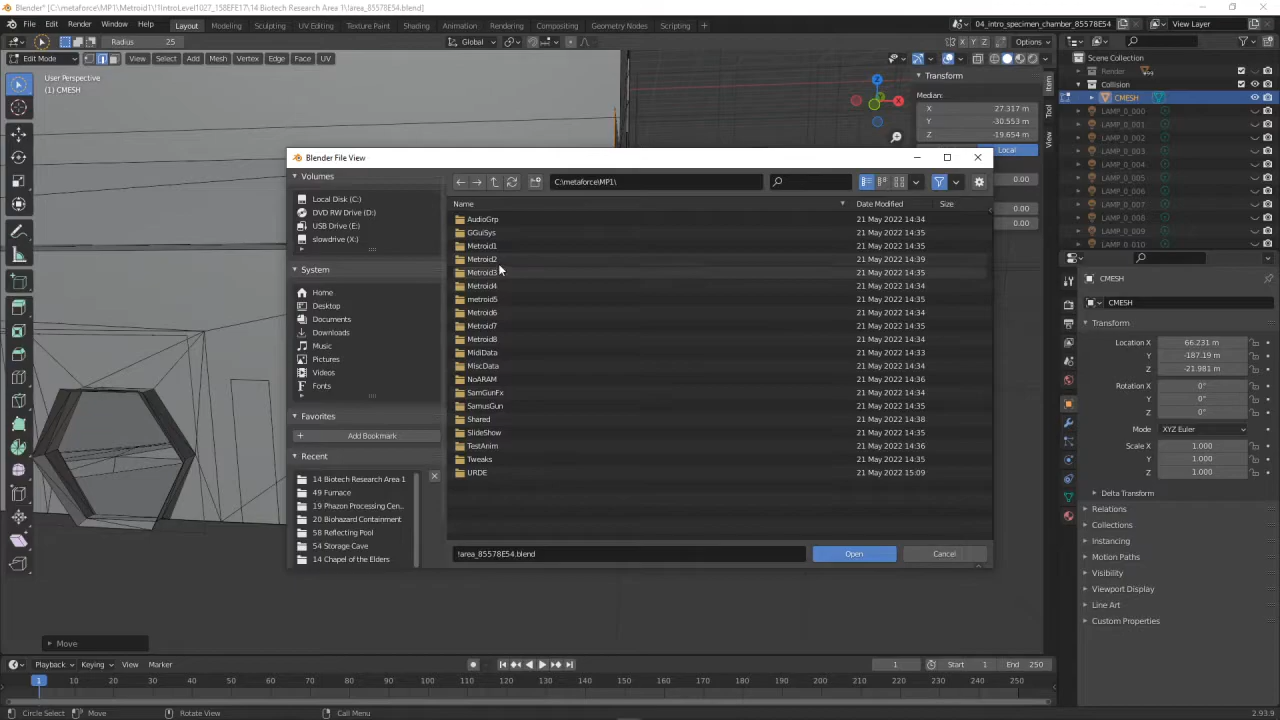 Blender* [C:\metaforce\MP1\Metroid1\!1IntroLevel1027_158EFE17\14 Biotech Research Area 1\!area_85578E54.blend]
File Edit Render Window Help Layout Modeling Sculpting UV Editing Texture Paint Shading Animation Rendering Compositing Geometry Nodes Scripting 04_intro_specimen_chamber_85578E54 View Layer
Radius 25 Global X Y Z Options
Edit Mode View Select Add Mesh Vertex Edge Face UV
User Perspective
(1) CMESH
Transform
Median:
X 27.317 m
Y -30.553 m
Z -19.654 m
Local
0.00
0.00
0.00
Item
Tool
View
Scene Collection
Render
Collision
CMESH
LAMP_0_000
LAMP_0_001
LAMP_0_002
LAMP_0_003
LAMP_0_004
LAMP_0_005
LAMP_0_006
LAMP_0_007
LAMP_0_008
LAMP_0_009
LAMP_0_010
Blender File View
Volumes
Local Disk (C:)
DVD RW Drive (D:)
USB Drive (E:)
slowdrive (X:)
System
Home
Desktop
Documents
Downloads
Music
Pictures
Videos
Fonts
Favorites
Add Bookmark
Recent
14 Biotech Research Area 1
49 Furnace
19 Phazon Processing Cen...
20 Biohazard Containment
58 Reflecting Pool
54 Storage Cave
14 Chapel of the Elders
C:\metaforce\MP1\
Name Date Modified Size
AudioGrp 21 May 2022 14:34
GGuiSys 21 May 2022 14:35
Metroid1 21 May 2022 14:35
Metroid2 21 May 2022 14:39
Metroid3 21 May 2022 14:35
Metroid4 21 May 2022 14:34
metroid5 21 May 2022 14:35
Metroid6 21 May 2022 14:34
Metroid7 21 May 2022 14:35
Metroid8 21 May 2022 14:34
MidiData 21 May 2022 14:33
MiscData 21 May 2022 14:34
NoARAM 21 May 2022 14:36
SamGunFx 21 May 2022 14:35
SamusGun 21 May 2022 14:35
Shared 21 May 2022 14:38
SlideShow 21 May 2022 14:35
TestAnim 21 May 2022 14:36
Tweaks 21 May 2022 14:35
URDE 21 May 2022 15:09
!area_85578E54.blend Open Cancel
CMESH
CMESH
Transform
Location X 66.231 m
Y -187.19 m
Z -21.981 m
Rotation X 0°
Y 0°
Z 0°
Mode XYZ Euler
Scale X 1.000
Y 1.000
Z 1.000
Delta Transform
Relations
Collections
Instancing
Motion Paths
Visibility
Viewport Display
Line Art
Custom Properties
Move
Playback Keying View Marker 1 Start 1 End 250
1 10 20 30 40 50 60 70 80 90 100 110 120 130 140 150 160 170 180 190 200 210 220 230 240 250
Circle Select Move Rotate View Call Menu 2.93.9